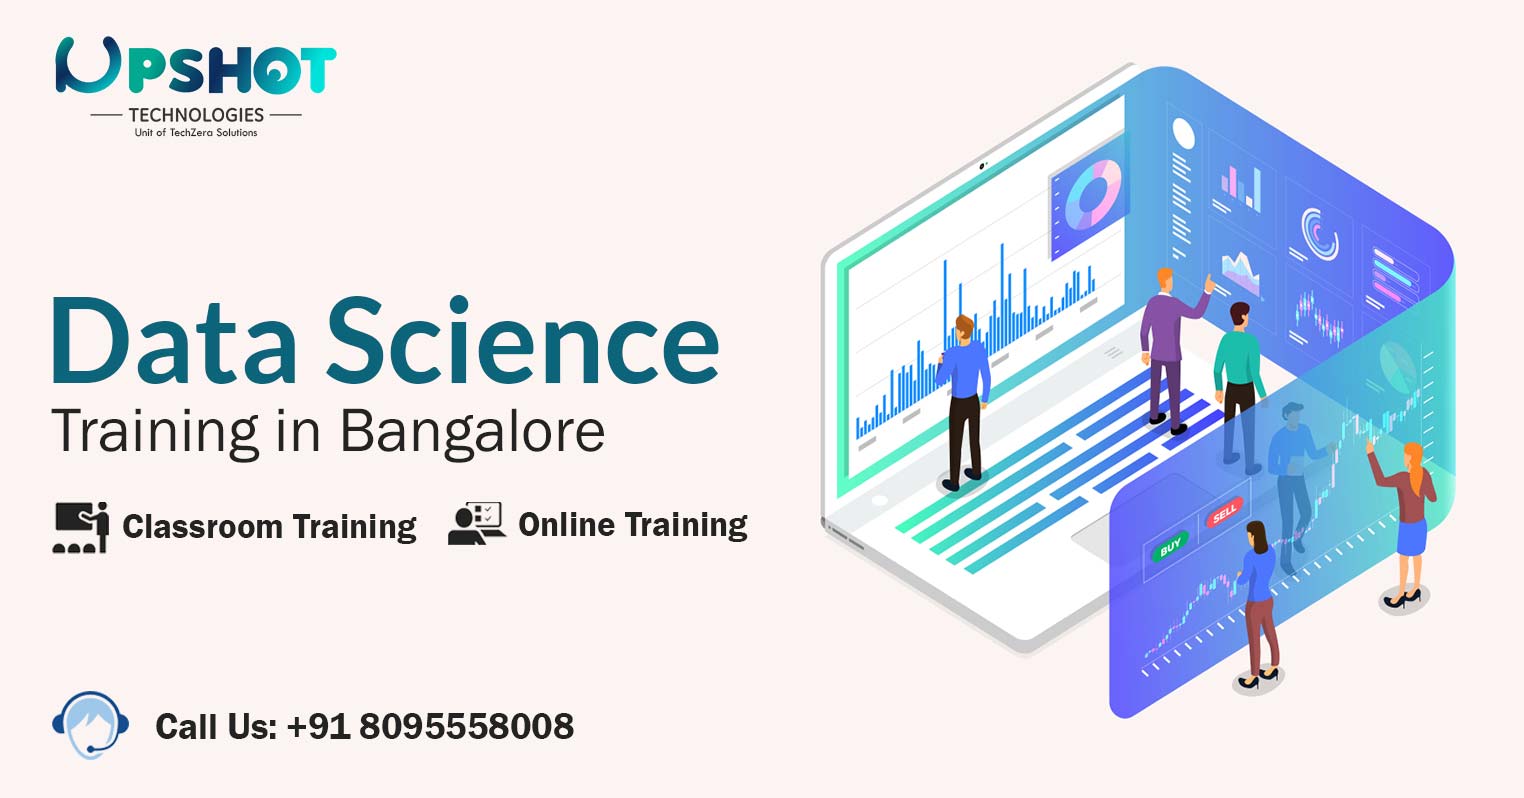 UPSHOT
TECHNOLOGIES
Unit of TechZera Solutions
Data Science
Training in Bangalore
Classroom Training
Online Training
Call Us: +91 8095558008
BUY
SELL